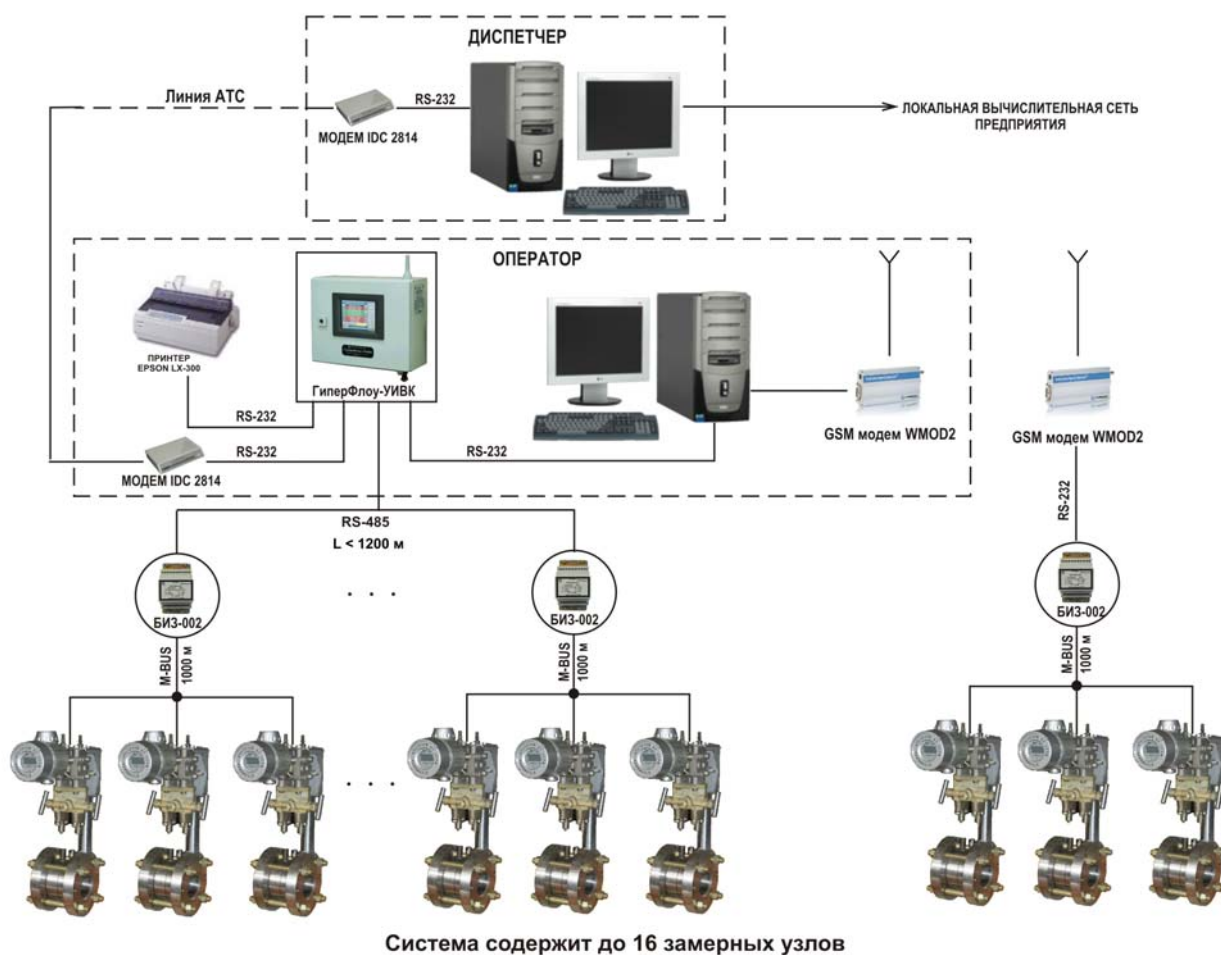 ДИСПЕТЧЕР
Линия АТС
RS-232
МОДЕМ IDC 2814
ЛОКАЛЬНАЯ ВЫЧИСЛИТЕЛЬНАЯ СЕТЬ
ПРЕДПРИЯТИЯ
ОПЕРАТОР
ПРИНТЕР
EPSON LX-300
ГиперФлоу-УИВК
RS-232
RS-232
МОДЕМ IDC 2814
RS-232
GSM модем WMOD2
GSM модем WMOD2
RS-232
RS-485
L < 1200 м
. . .
БИЗ-002
БИЗ-002
БИЗ-002
M-BUS
1000 м
M-BUS
1000 м
M-BUS
1000 м
. . .
Система содержит до 16 замерных узлов